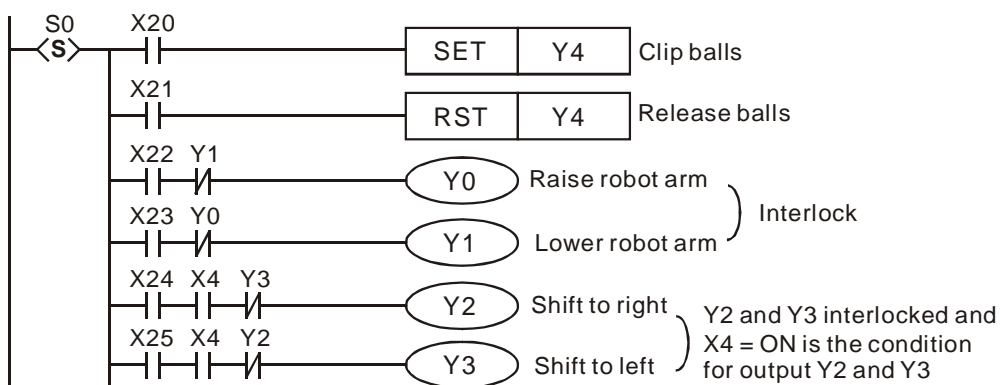 S0 X20
S SET Y4 Clip balls
X21
RST Y4 Release balls
X22 Y1
Y0 Raise robot arm
Interlock
X23 Y0
Y1 Lower robot arm
X24 X4 Y3
Y2 Shift to right
Y2 and Y3 interlocked and
X4 = ON is the condition
for output Y2 and Y3
X25 X4 Y2
Y3 Shift to left